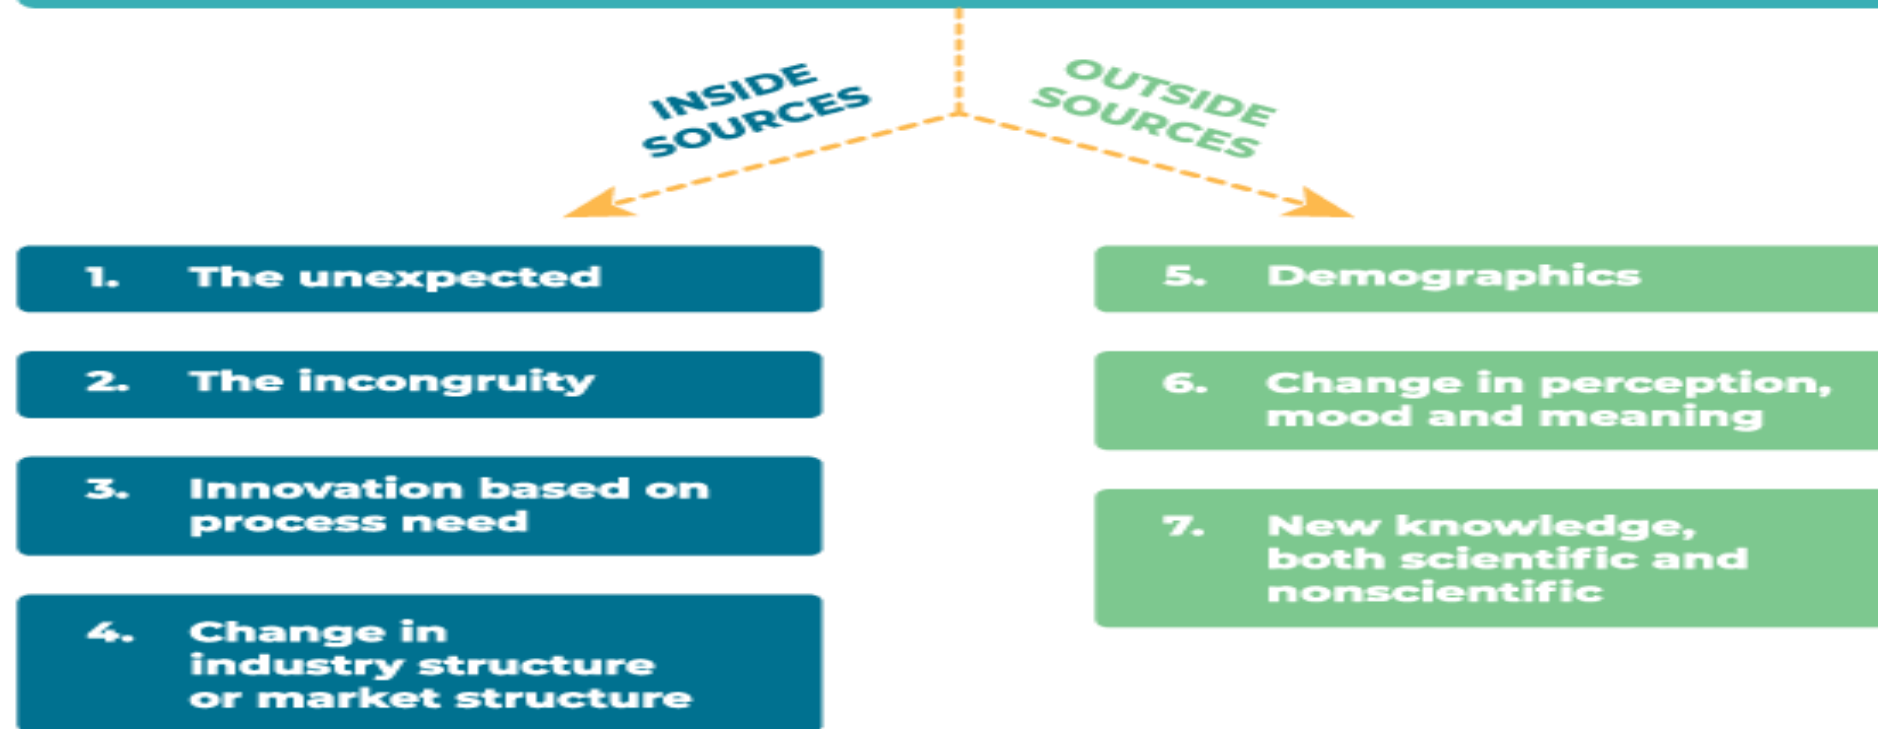 INSIDE
SOURCES
OUTSIDE
SOURCES
1. The unexpected
2. The incongruity
3. Innovation based on
process need
4. Change in
industry structure
or market structure
5. Demographics
6. Change in perception,
mood and meaning
7. New knowledge,
both scientific and
nonscientific